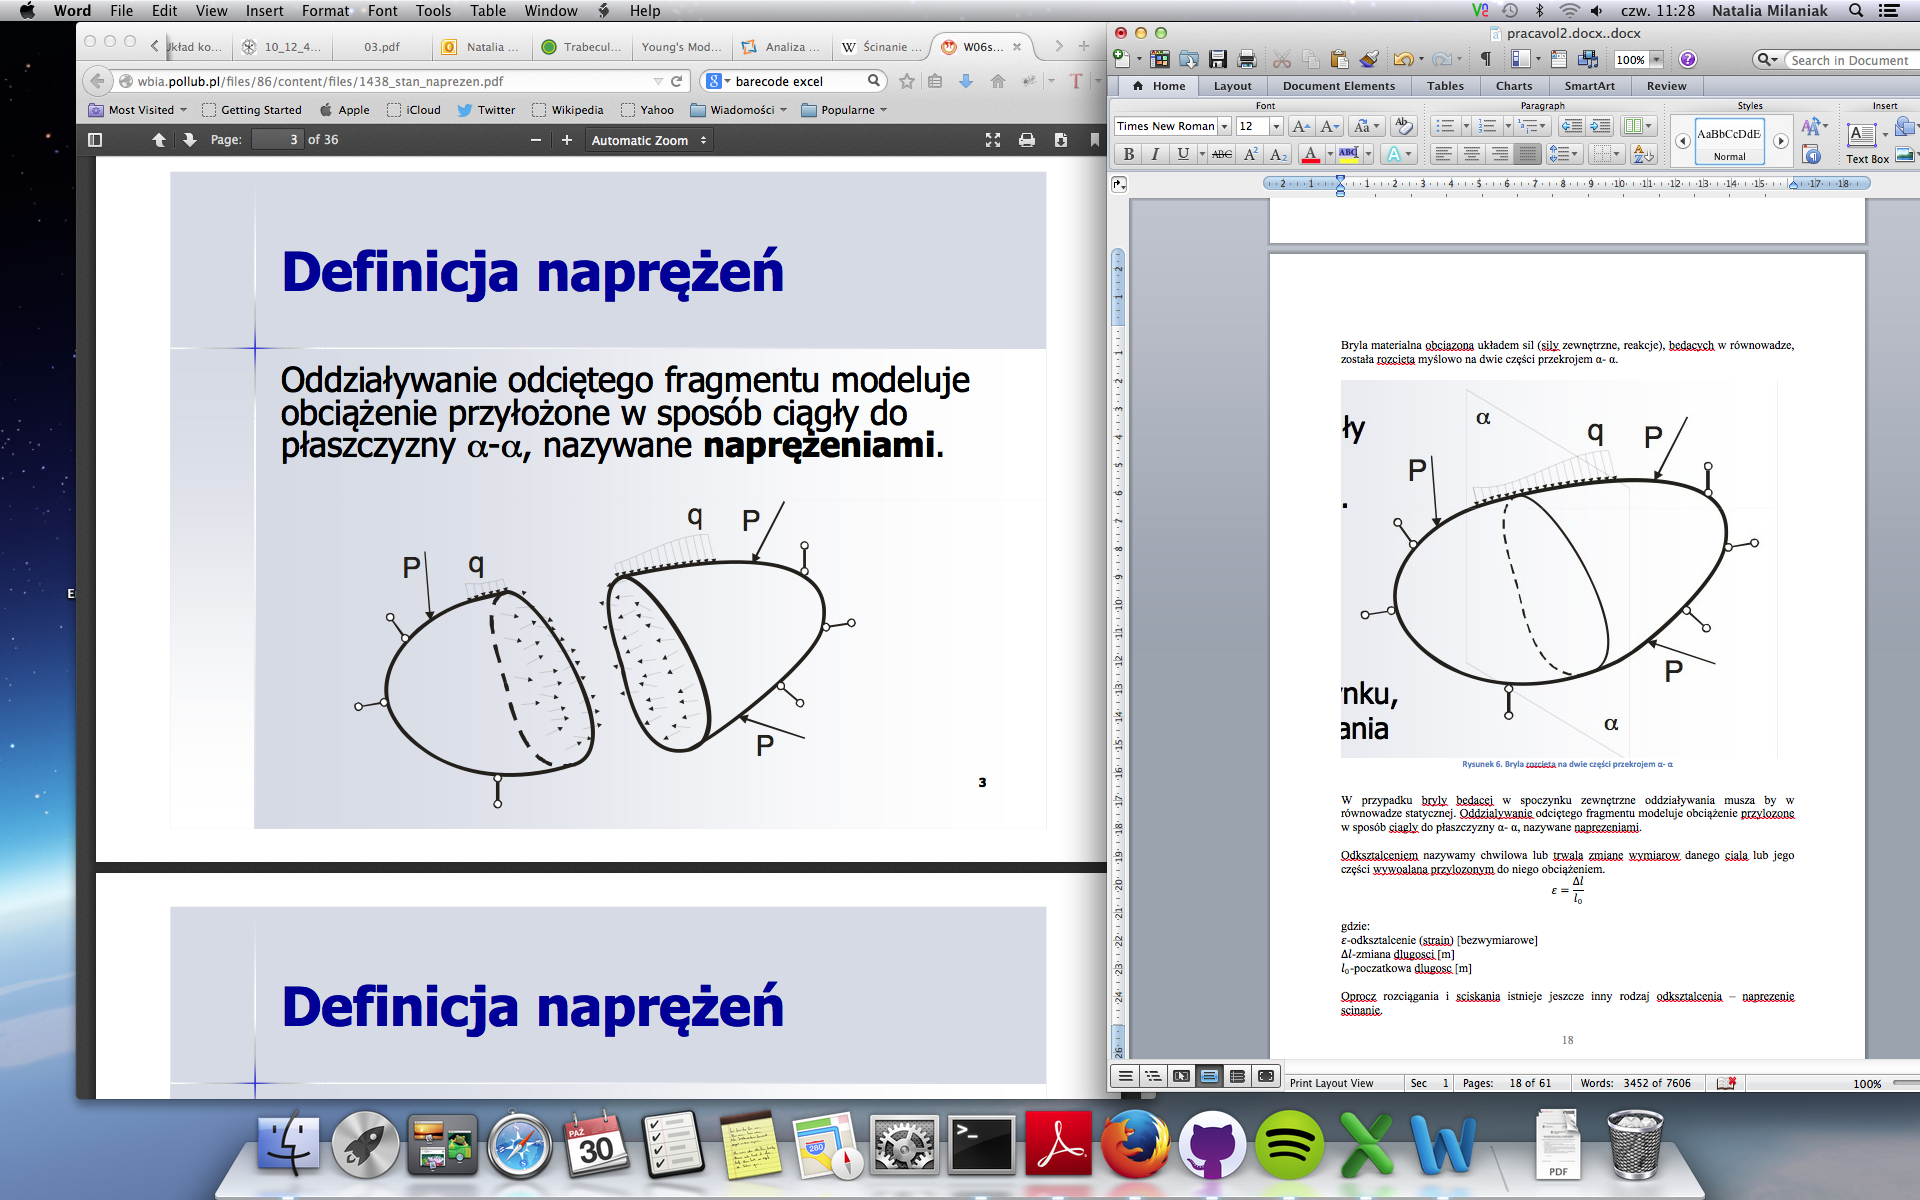 Word File Edit View Insert Format Font Tools Table Window Help
czw. 11:28 Natalia Milaniak
Układ ko... 10_12_4... 03.pdf Natalia ... Trabecul... Young's Mod... Analiza ... Ścinanie ... W06s...
wbia.pollub.pl/files/86/content/files/1438_stan_naprezen.pdf
barecode excel
Most Visited Getting Started Apple iCloud Twitter Wikipedia Yahoo Wiadomości Popularne
Page: 3 of 36
Automatic Zoom
Definicja naprężeń
Oddziaływanie odciętego fragmentu modeluje
obciążenie przyłożone w sposób ciągły do
płaszczyzny α-α, nazywane naprężeniami.
q P
P q
P
3
Definicja naprężeń
pracavol2.docx..docx
100%
Search in Document
Home Layout Document Elements Tables Charts SmartArt Review
Font Paragraph Styles Insert
Times New Roman 12
AaBbCcDdE
Normal
Text Box
Bryla materialna obciazona układem sil (sily zewnętrzne, reakcje), bedacych w równowadze,
została rozcieta myślowo na dwie części przekrojem α- α.
ły
α
q P
P
.
P
ynku,
ania
α
Rysunek 6. Bryla rozcieta na dwie części przekrojem α- α
W przypadku bryly bedacej w spoczynku zewnętrzne oddziaływania musza by w
równowadze statycznej. Oddzialywanie odciętego fragmentu modeluje obciążenie przylozone
w sposób ciagly do płaszczyzny α- α, nazywane naprezeniami.
Odksztalceniem nazywamy chwilowa lub trwala zmiane wymiarow danego ciala lub jego
części wywoalana przylozonym do niego obciążeniem.
ε = Δl / l₀
gdzie:
ε-odksztalcenie (strain) [bezwymiarowe]
Δl-zmiana dlugosci [m]
l₀-poczatkowa dlugosc [m]
Oprocz rozciągania i sciskania istnieje jeszcze inny rodzaj odksztalcenia – naprezenie
scinanie.
18
Print Layout View Sec 1 Pages: 18 of 61 Words: 3452 of 7606 100%
PAŹ
30
280
PDF